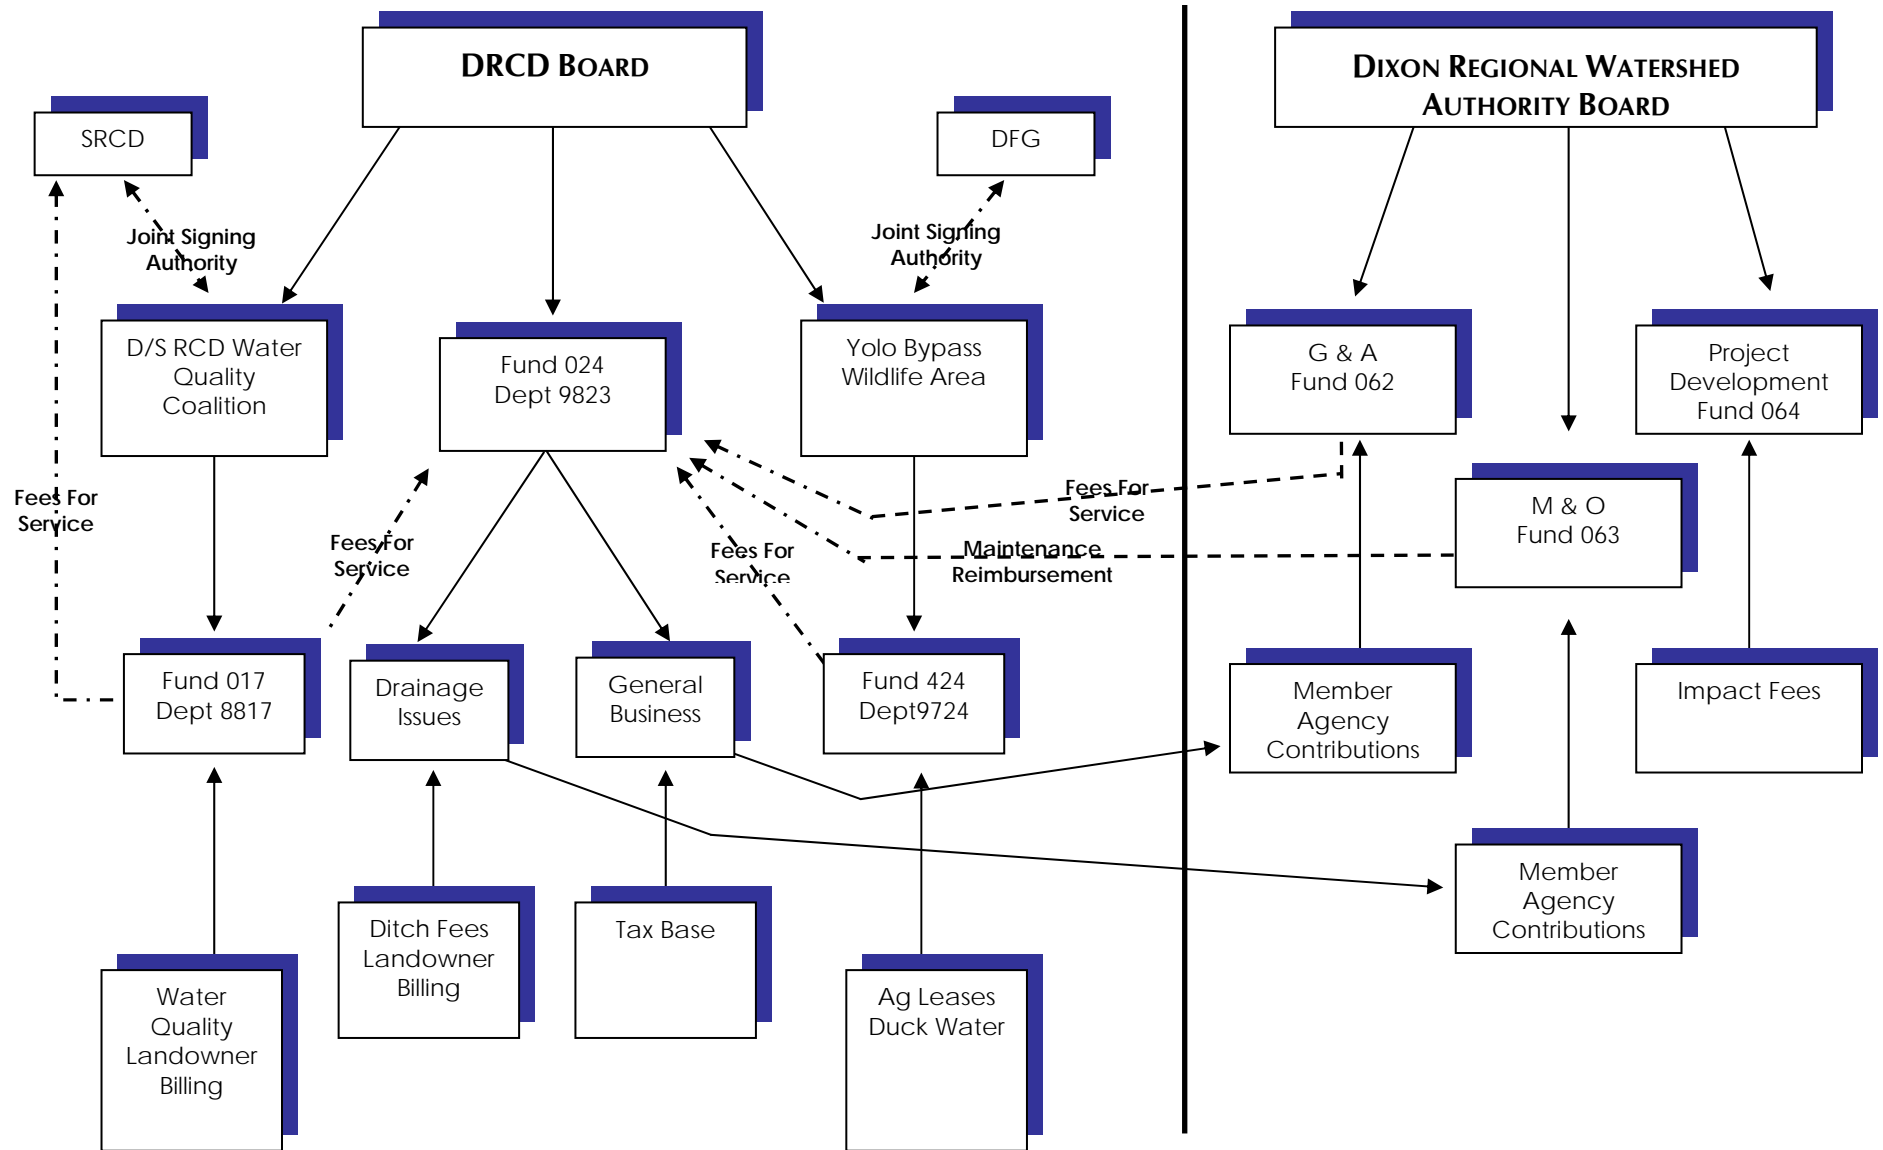 DRCD BOARD
DIXON REGIONAL WATERSHED
AUTHORITY BOARD
SRCD
DFG
Joint Signing
Authority
Joint Signing
Authority
D/S RCD Water
Quality
Coalition
Fund 024
Dept 9823
Yolo Bypass
Wildlife Area
G & A
Fund 062
Project
Development
Fund 064
Fees For
Service
Fees For
Service
Fees For
Service
Fees For
Service
Maintenance
Reimbursement
M & O
Fund 063
Fund 017
Dept 8817
Drainage
Issues
General
Business
Fund 424
Dept9724
Member
Agency
Contributions
Impact Fees
Ditch Fees
Landowner
Billing
Tax Base
Member
Agency
Contributions
Water
Quality
Landowner
Billing
Ag Leases
Duck Water